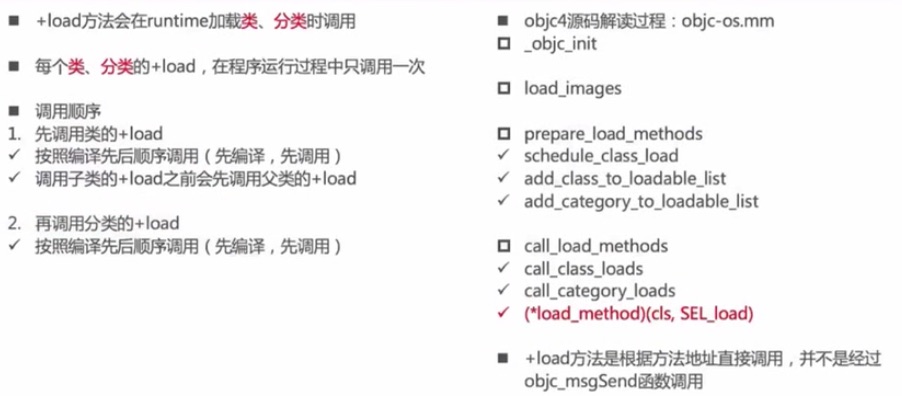 ■ +load方法会在runtime加载类、分类时调用
■ 每个类、分类的+load，在程序运行过程中只调用一次
■ 调用顺序
1. 先调用类的+load
✓ 按照编译先后顺序调用（先编译，先调用）
✓ 调用子类的+load之前会先调用父类的+load
2. 再调用分类的+load
✓ 按照编译先后顺序调用（先编译，先调用）
■ objc4源码解读过程：objc-os.mm
□ _objc_init
□ load_images
□ prepare_load_methods
✓ schedule_class_load
✓ add_class_to_loadable_list
✓ add_category_to_loadable_list
□ call_load_methods
✓ call_class_loads
✓ call_category_loads
✓ (*load_method)(cls, SEL_load)
■ +load方法是根据方法地址直接调用，并不是经过
objc_msgSend函数调用